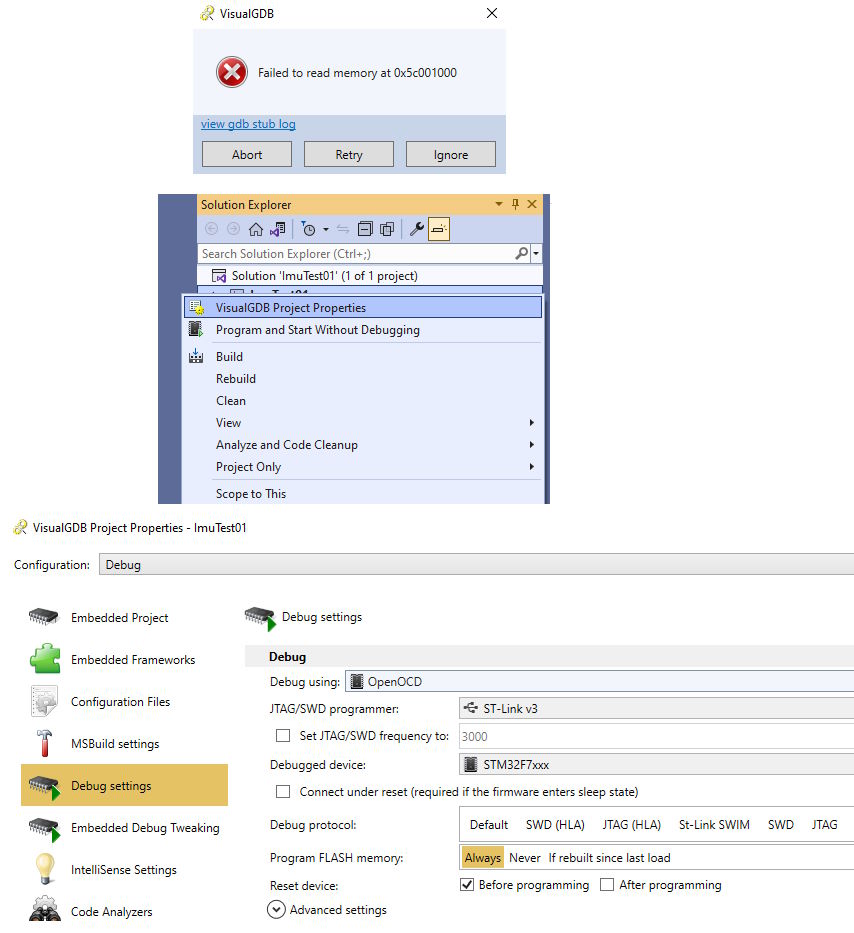 VisualGDB
Failed to read memory at 0x5c001000
view gdb stub log
Abort Retry Ignore
Solution Explorer
Search Solution Explorer (Ctrl+;)
Solution 'ImuTest01' (1 of 1 project)
ImuTest01
VisualGDB Project Properties
Program and Start Without Debugging
Build
Rebuild
Clean
View
Analyze and Code Cleanup
Project Only
Scope to This
VisualGDB Project Properties - ImuTest01
Configuration: Debug
Embedded Project
Embedded Frameworks
Configuration Files
MSBuild settings
Debug settings
Embedded Debug Tweaking
IntelliSense Settings
Code Analyzers
Debug settings
Debug
Debug using: OpenOCD
JTAG/SWD programmer: ST-Link v3
Set JTAG/SWD frequency to: 3000
Debugged device: STM32F7xxx
Connect under reset (required if the firmware enters sleep state)
Debug protocol: Default SWD (HLA) JTAG (HLA) St-Link SWIM SWD JTAG
Program FLASH memory: Always Never If rebuilt since last load
Reset device: Before programming After programming
Advanced settings